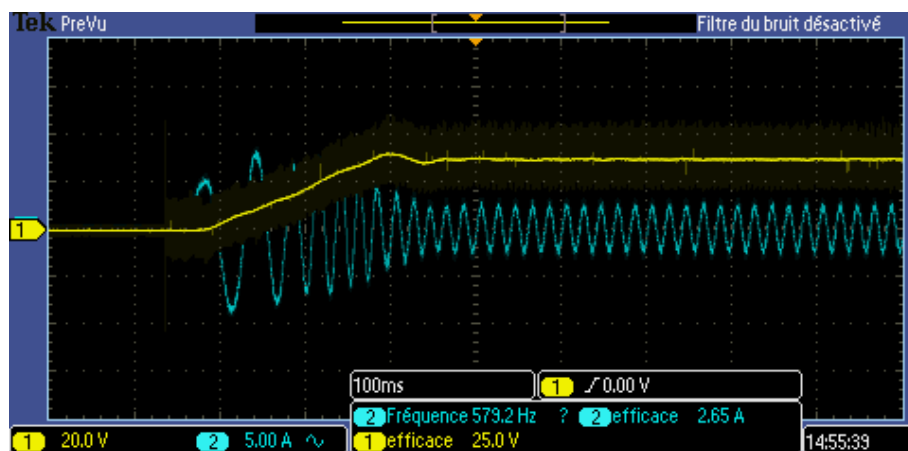 Tek PreVu Filtre du bruit désactivé
1
100ms 1 0.00 V
2 Fréquence 579.2 Hz ? 2 efficace 2.65 A
1 20.0 V 2 5.00 A 1 efficace 25.0 V 14:55:39